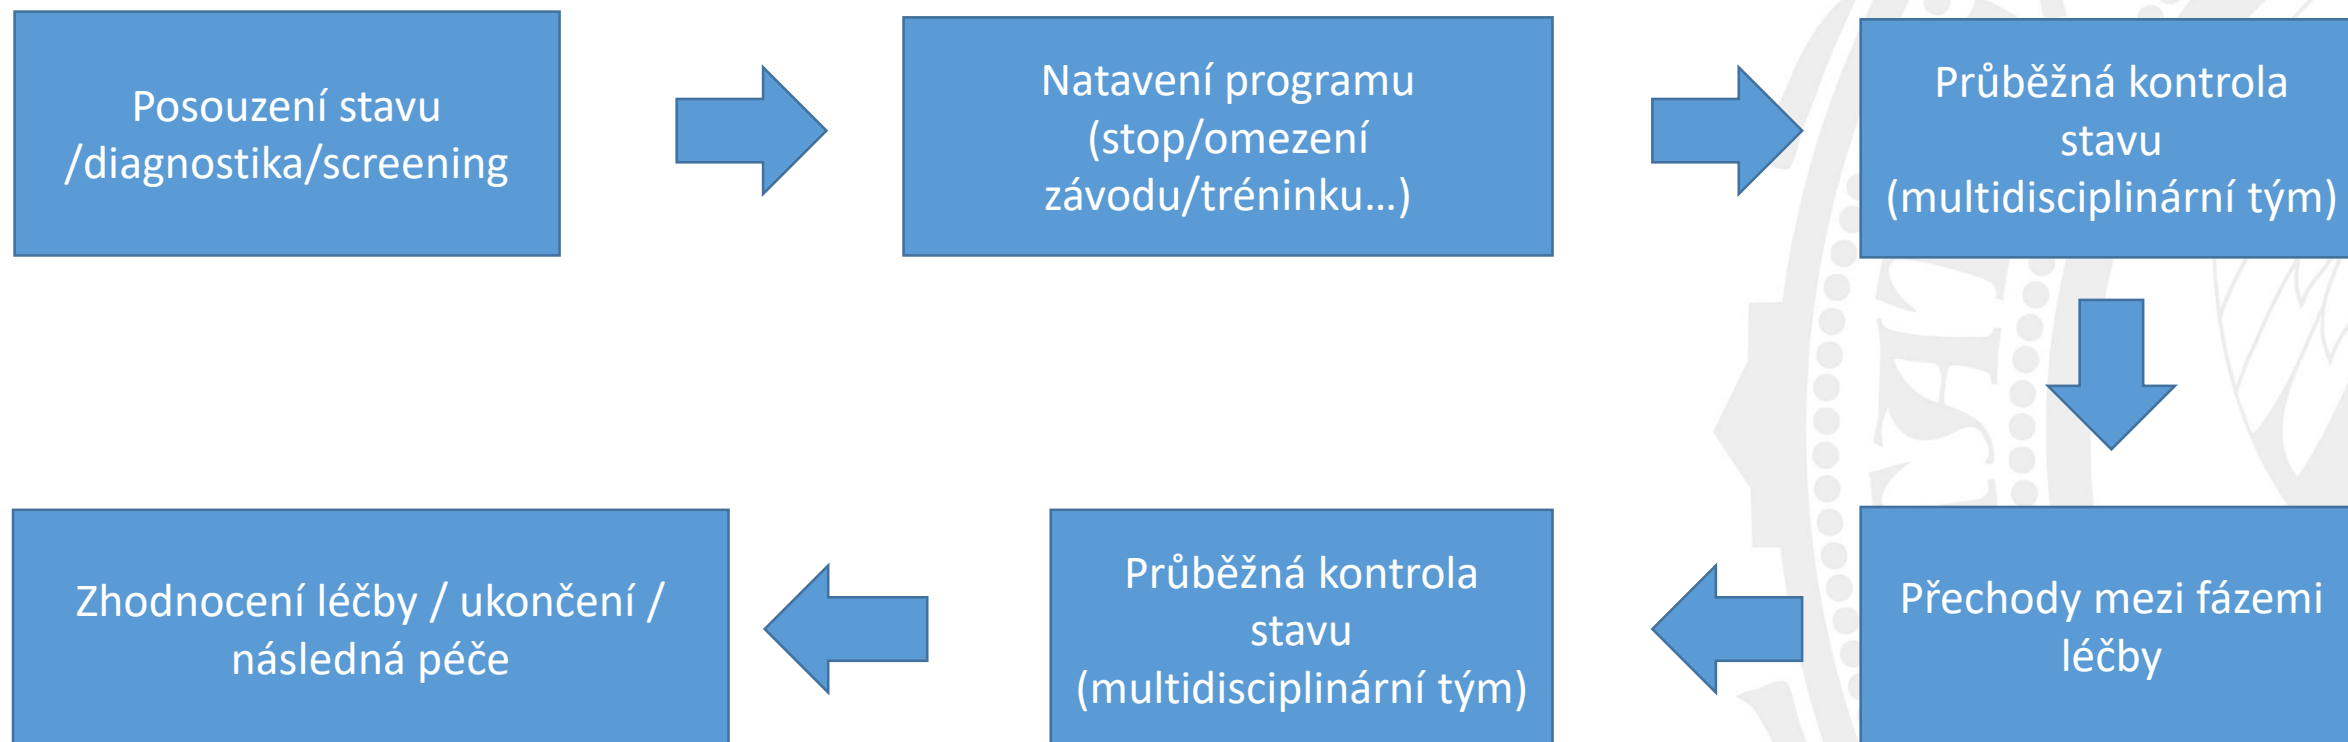 Posouzení stavu
/diagnostika/screening
Natavení programu
(stop/omezení
závodu/tréninku...)
Průběžná kontrola
stavu
(multidisciplinární tým)
Přechody mezi fázemi
léčby
Průběžná kontrola
stavu
(multidisciplinární tým)
Zhodnocení léčby / ukončení /
následná péče